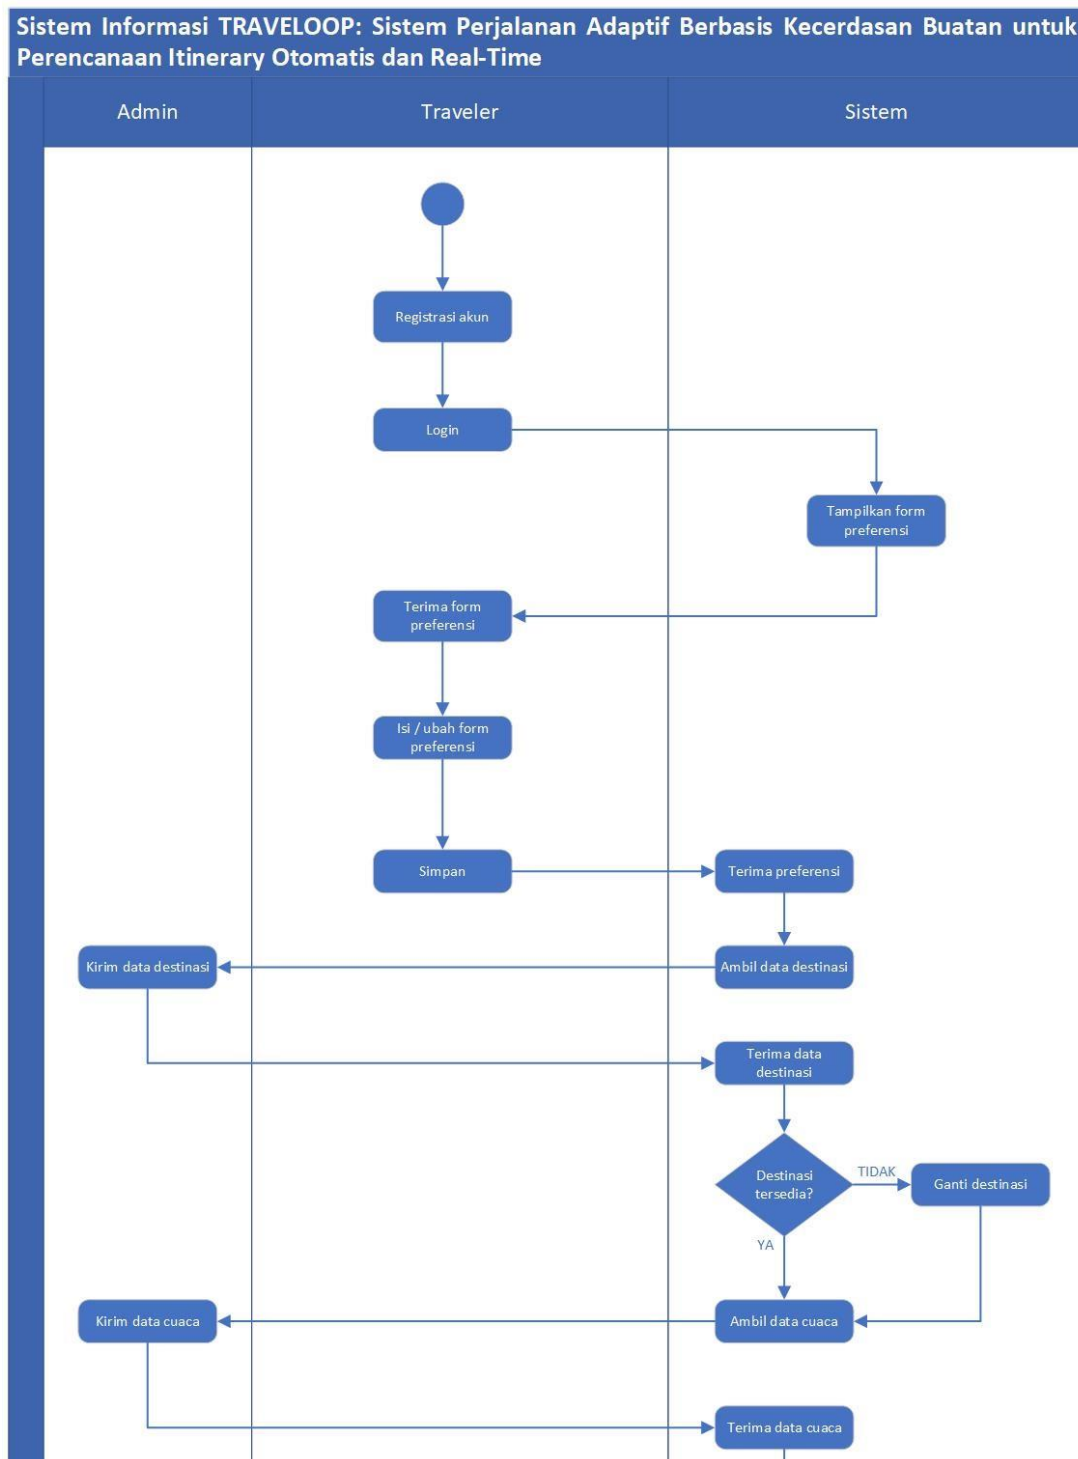 Sistem Informasi TRAVELOOP: Sistem Perjalanan Adaptif Berbasis Kecerdasan Buatan untuk
Perencanaan Itinerary Otomatis dan Real-Time
Admin
Traveler
Sistem
Registrasi akun
Login
Tampilkan form
preferensi
Terima form
preferensi
Isi / ubah form
preferensi
Simpan
Terima preferensi
Kirim data destinasi
Ambil data destinasi
Terima data
destinasi
Destinasi
tersedia?
TIDAK
Ganti destinasi
YA
Kirim data cuaca
Ambil data cuaca
Terima data cuaca